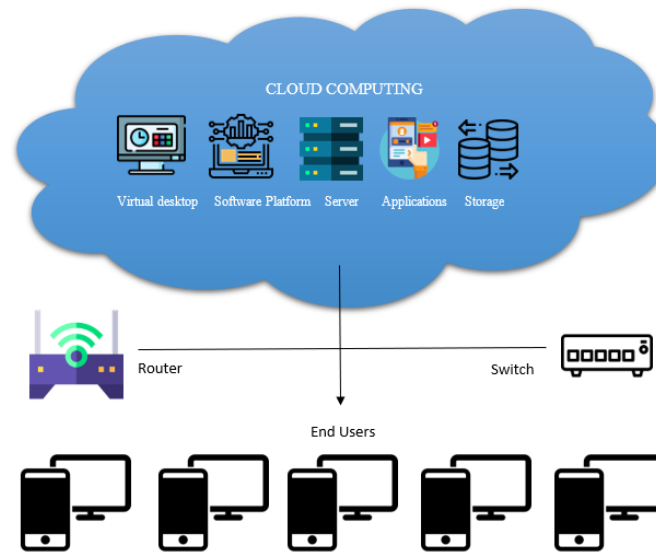 CLOUD COMPUTING
Virtual desktop Software Platform Server Applications Storage
Router
Switch
End Users